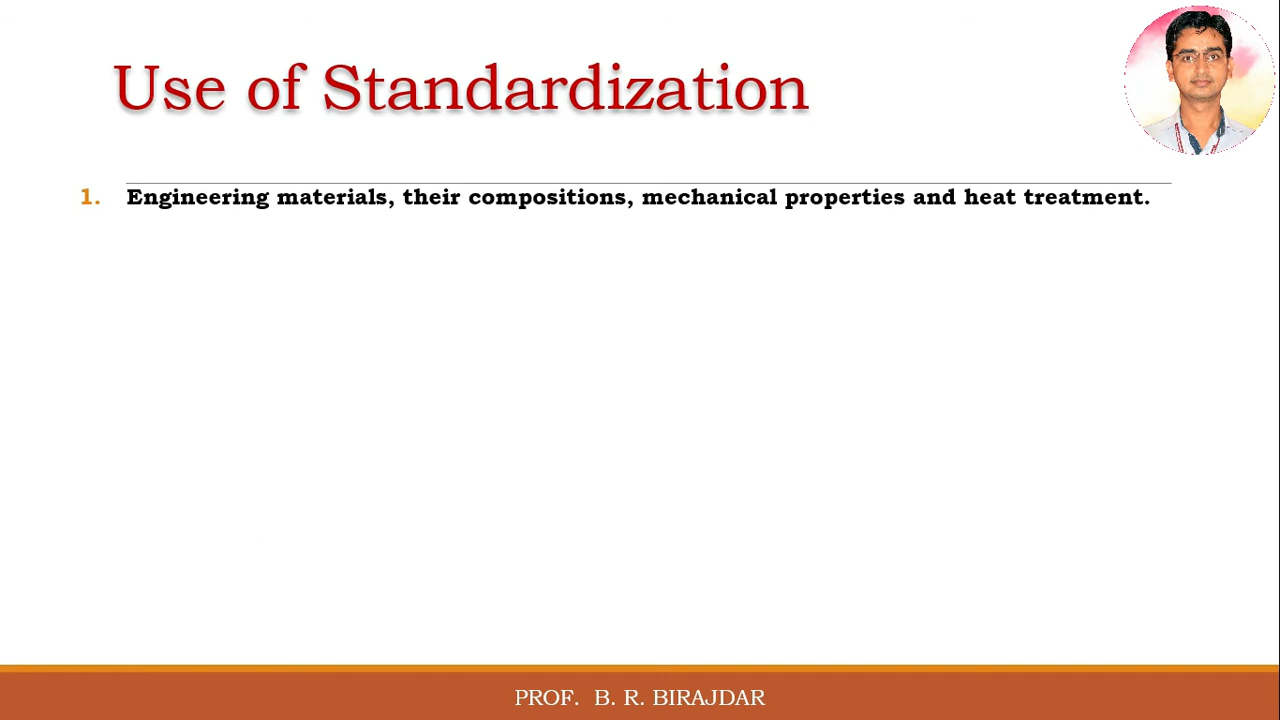 Use of Standardization
1. Engineering materials, their compositions, mechanical properties and heat treatment.
PROF. B. R. BIRAJDAR